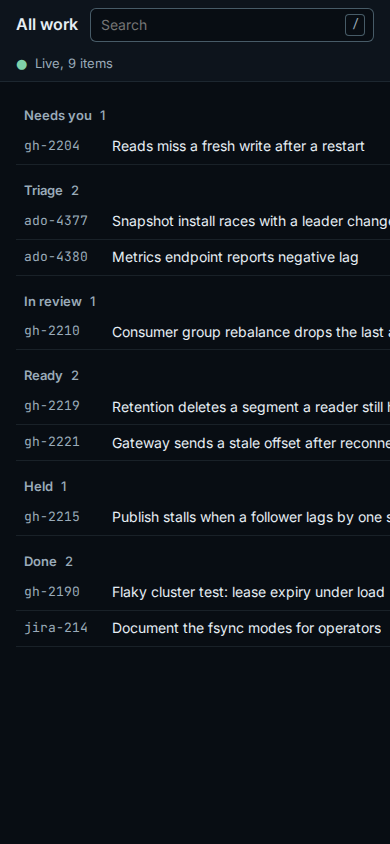 All work
Search /
Live, 9 items
Needs you 1
gh-2204 Reads miss a fresh write after a restart
Triage 2
ado-4377 Snapshot install races with a leader change
ado-4380 Metrics endpoint reports negative lag
In review 1
gh-2210 Consumer group rebalance drops the last
Ready 2
gh-2219 Retention deletes a segment a reader still
gh-2221 Gateway sends a stale offset after
Held 1
gh-2215 Publish stalls when a follower lags by one
Done 2
gh-2190 Flaky cluster test: lease expiry under load
jira-214 Document the fsync modes for operators